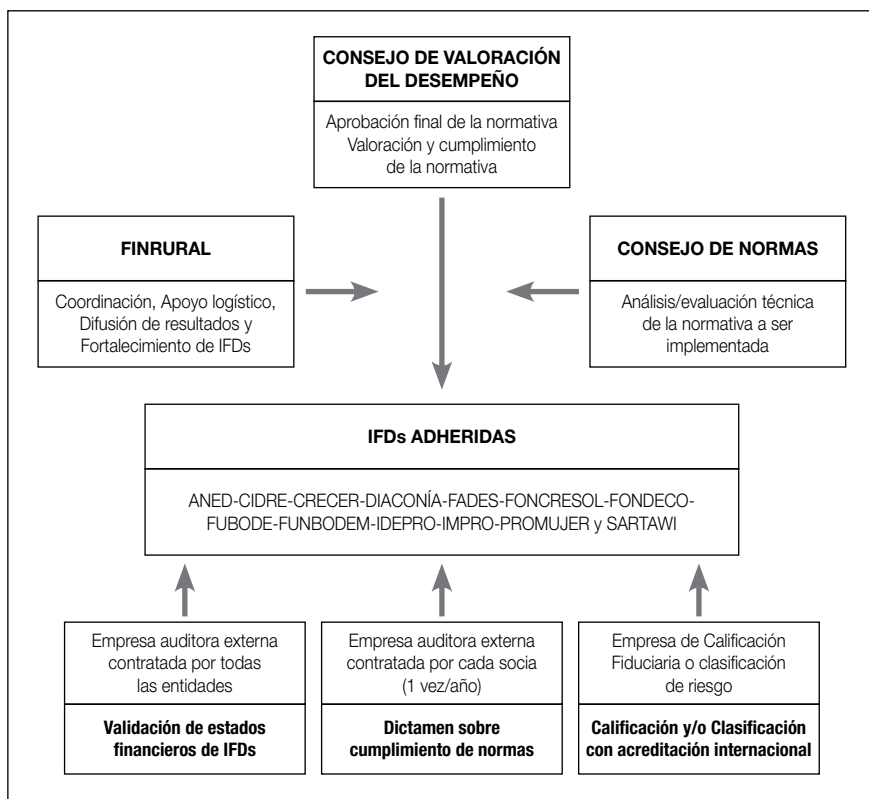 CONSEJO DE VALORACIÓN
DEL DESEMPEÑO
Aprobación final de la normativa
Valoración y cumplimiento
de la normativa
FINRURAL
Coordinación, Apoyo logístico,
Difusión de resultados y
Fortalecimiento de IFDs
CONSEJO DE NORMAS
Análisis/evaluación técnica
de la normativa a ser
implementada
IFDs ADHERIDAS
ANED-CIDRE-CRECER-DIACONÍA-FADES-FONCRESOL-FONDECO-
FUBODE-FUNBODEM-IDEPRO-IMPRO-PROMUJER y SARTAWI
Empresa auditora externa
contratada por todas
las entidades
Validación de estados
financieros de IFDs
Empresa auditora externa
contratada por cada socia
(1 vez/año)
Dictamen sobre
cumplimiento de normas
Empresa de Calificación
Fiduciaria o clasificación
de riesgo
Calificación y/o Clasificación
con acreditación internacional